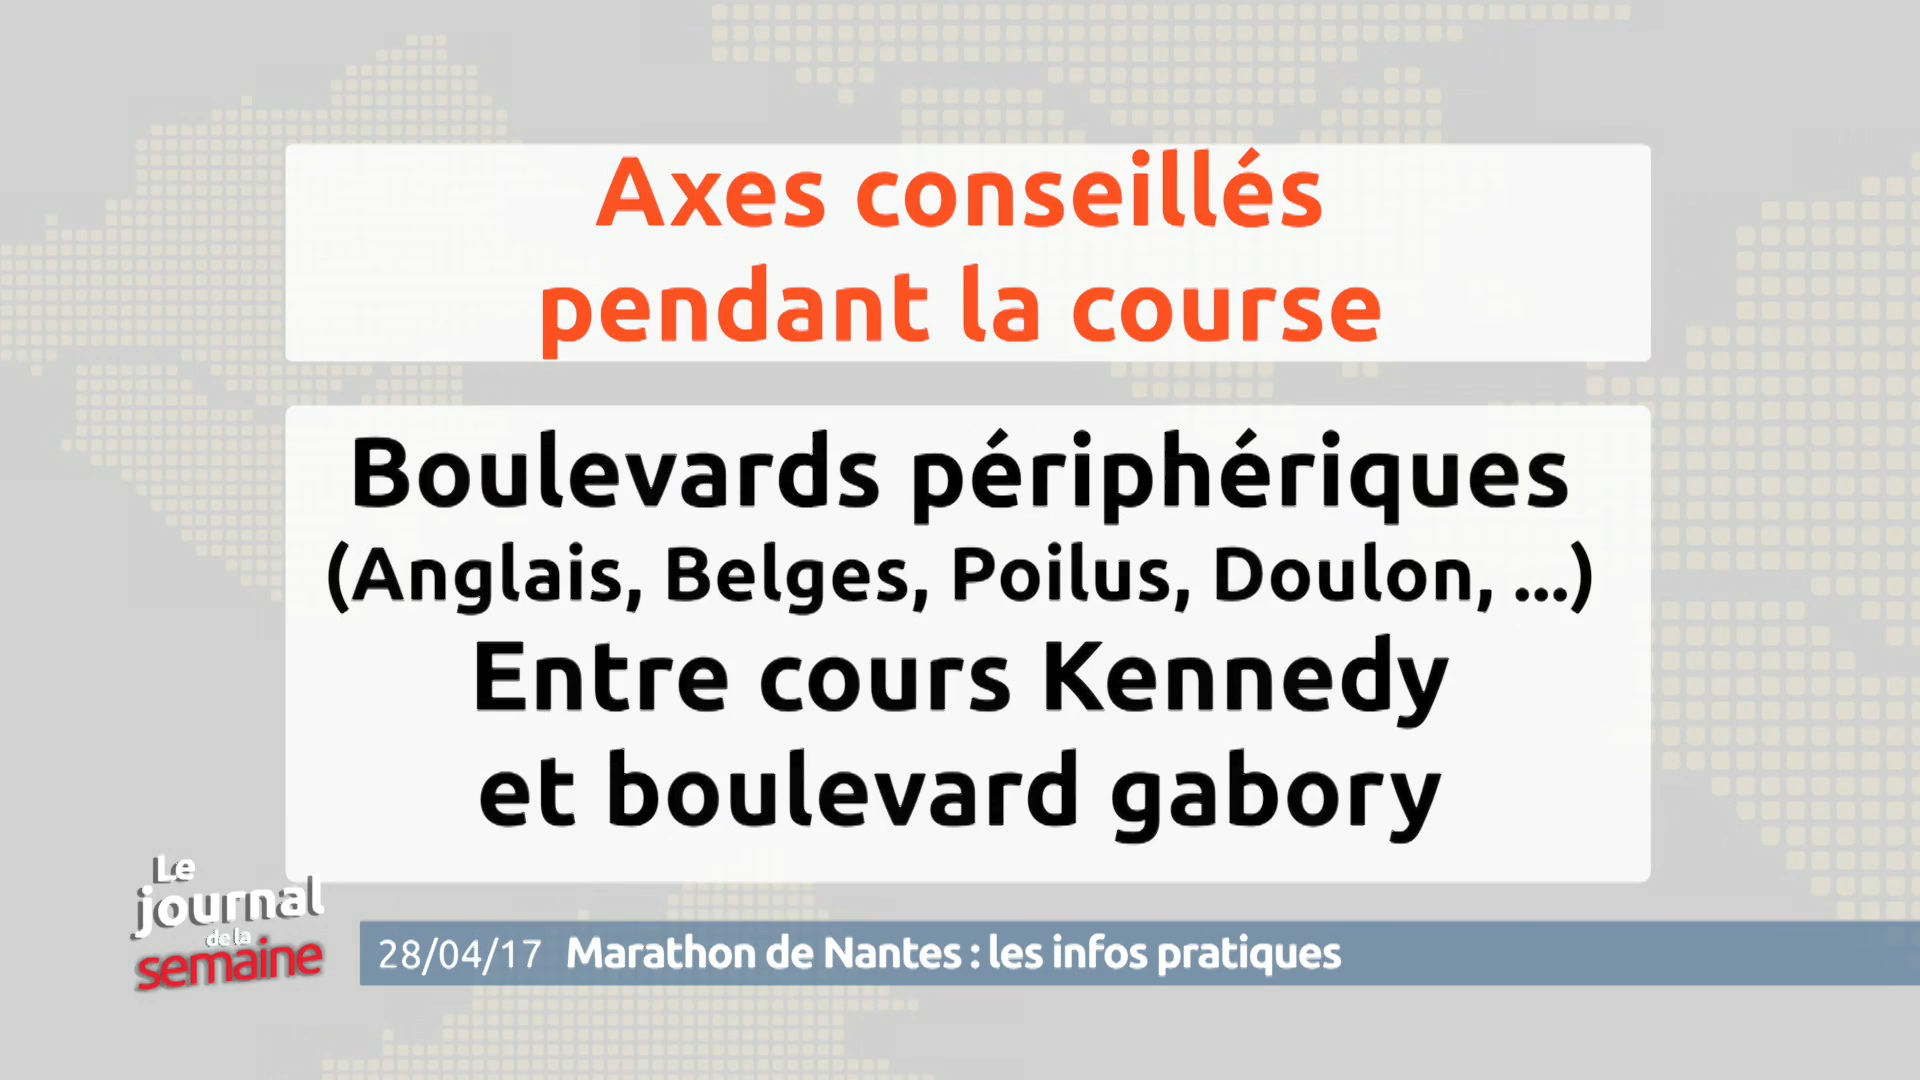 Axes conseillés
pendant la course
Boulevards périphériques
(Anglais, Belges, Poilus, Doulon, ...)
Entre cours Kennedy
et boulevard gabory
Le
journal
de la
semaine
28/04/17 Marathon de Nantes : les infos pratiques